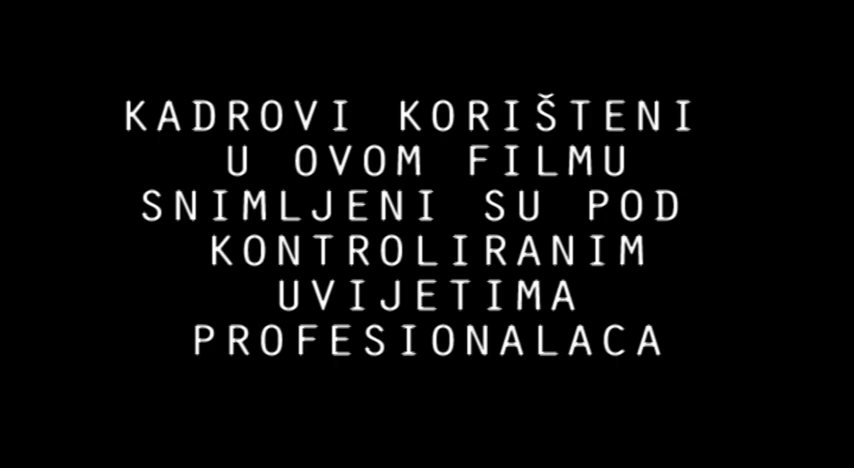 KADROVI KORIŠTENI
U OVOM FILMU
SNIMLJENI SU POD
KONTROLIRANIM
UVIJETIMA
PROFESIONALACA